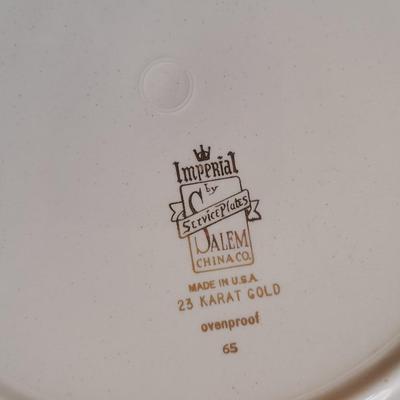 Imperial
by
Service Plates
SALEM
CHINA CO.
MADE IN U.S.A.
23 KARAT GOLD
ovenproof
65